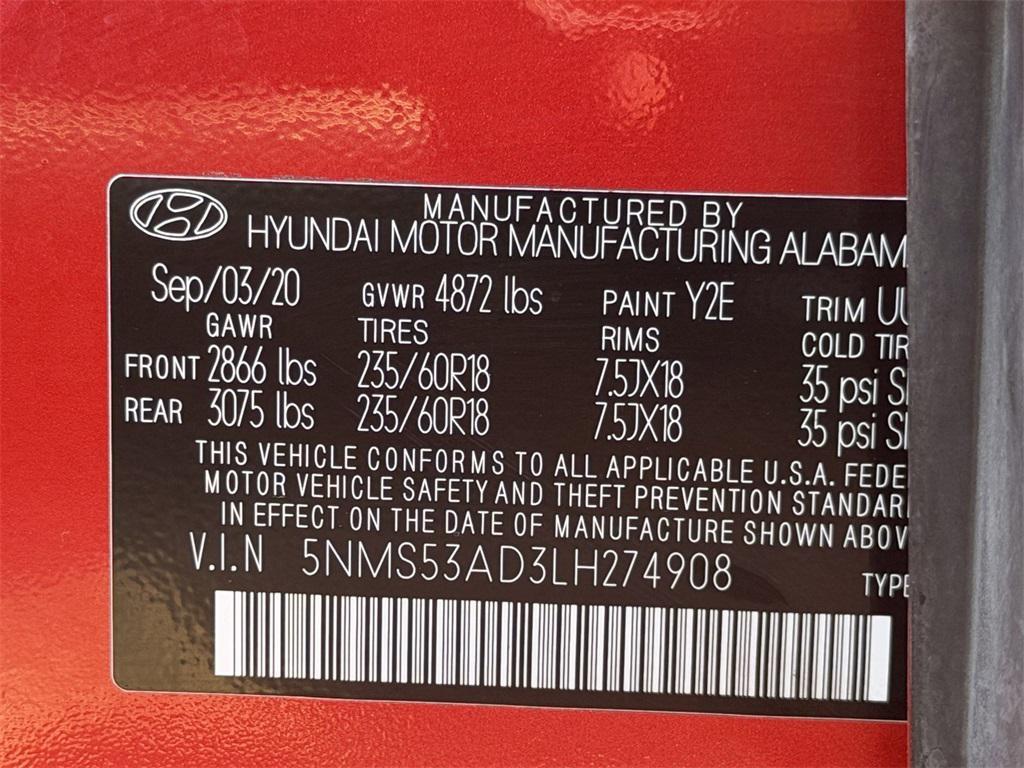 MANUFACTURED BY
HYUNDAI MOTOR MANUFACTURING
Sep/03/20 GVWR 4872 lbs PAINT Y2E TRIM
GAWR TIRES RIMS COLD
FRONT 2866 lbs 235/60R18 7.5JX18 35 psi
REAR 3075 lbs 235/60R18 7.5JX18 35 psi
THIS VEHICLE CONFORMS TO ALL APPLICABLE U.S.A.
MOTOR VEHICLE SAFETY AND THEFT PREVENTION
IN EFFECT ON THE DATE OF MANUFACTURE SHOWN
V.I.N 5NMS53AD3LH274908 TYPE